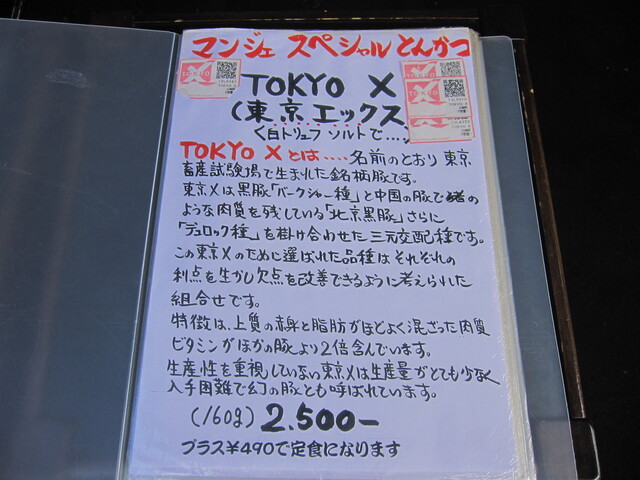 マンジェ スペシャル とんかつ
TOKYO X
(東京エックス
〈白トリュフ ソルトで....〉
TOKYO Xとは....名前のとおり 東京
畜産試験場で生まれた銘柄豚です。
東京Xは黒豚「バークシャー種」と中国の豚で猪の
ような肉質を残している「北京黒豚」さらに
「デュロック種」を掛け合わせた三元交配種です。
この東京Xのために選ばれた品種はそれぞれの
利点を生かし欠点を改善できるように考えられた
組合せです。
特徴は、上質の赤身と脂肪がほどよく混ざった肉質
ビタミンがほかの豚より2倍含んでいます。
生産性を重視していない東京Xは生産量がとても少なく
入手困難で幻の豚とも呼ばれています。
(160g) 2.500-
プラス¥490で定食になります